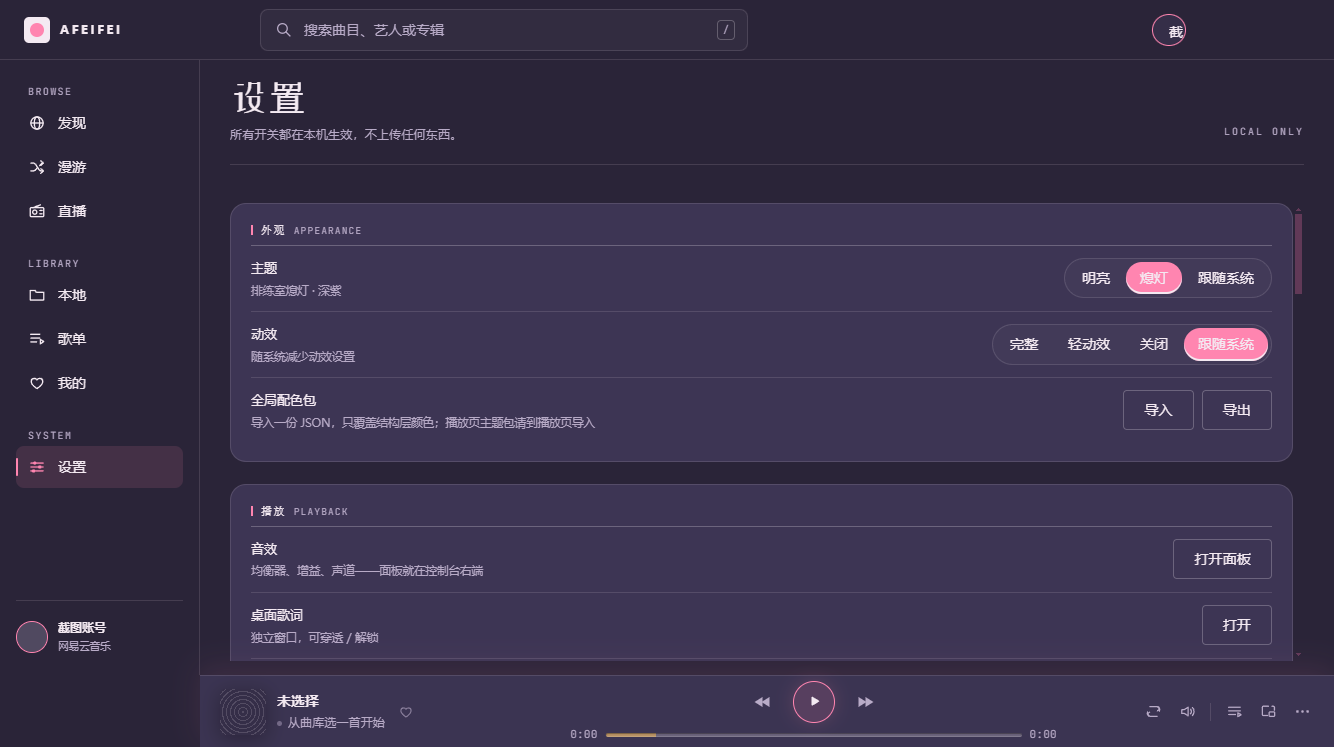 AFEIFEI
搜索曲目、艺人或专辑
/
截
BROWSE
发现
漫游
直播
LIBRARY
本地
歌单
我的
SYSTEM
设置
截图账号
网易云音乐
设置
所有开关都在本机生效，不上传任何东西。
LOCAL ONLY
外观 APPEARANCE
主题
排练室熄灯 · 深紫
明亮 熄灯 跟随系统
动效
随系统减少动效设置
完整 轻动效 关闭 跟随系统
全局配色包
导入一份 JSON，只覆盖结构层颜色；播放页主题包请到播放页导入
导入 导出
播放 PLAYBACK
音效
均衡器、增益、声道——面板就在控制台右端
打开面板
桌面歌词
独立窗口，可穿透 / 解锁
打开
未选择
从曲库选一首开始
0:00 0:00